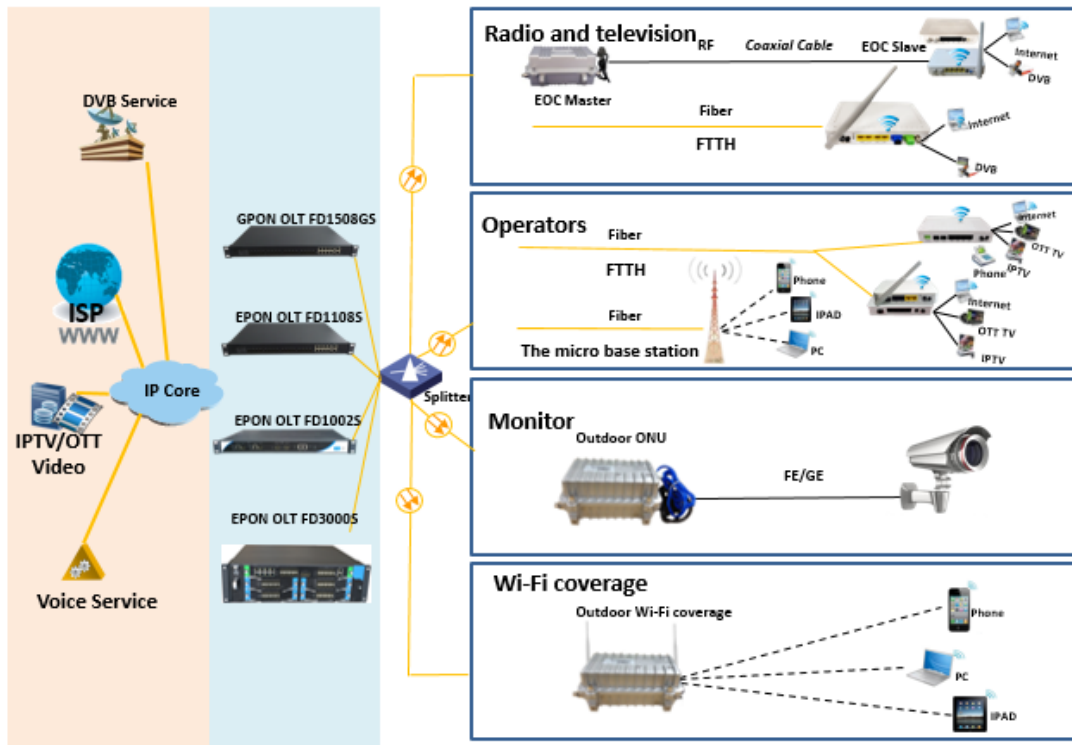 DVB Service
ISP
WWW
IP Core
IPTV/OTT
Video
Voice Service
GPON OLT FD1508GS
EPON OLT FD1108S
EPON OLT FD1002S
EPON OLT FD3000S
Splitter
Radio and television
RF
Coaxial Cable
EOC Slave
EOC Master
Internet
DVB
Fiber
FTTH
Internet
DVB
Operators
Fiber
FTTH
Internet
OTT TV
IPTV
Phone
Phone
IPAD
PC
Fiber
The micro base station
Internet
OTT TV
IPTV
Monitor
Outdoor ONU
FE/GE
Wi-Fi coverage
Outdoor Wi-Fi coverage
Phone
PC
IPAD